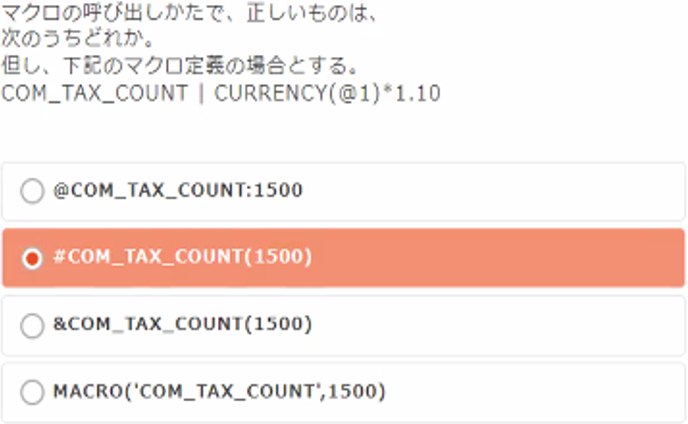 マクロの呼び出しかたで、正しいものは、
次のうちどれか。
但し、下記のマクロ定義の場合とする。
COM_TAX_COUNT | CURRENCY(@1)*1.10
@COM_TAX_COUNT:1500
#COM_TAX_COUNT(1500)
&COM_TAX_COUNT(1500)
MACRO('COM_TAX_COUNT',1500)